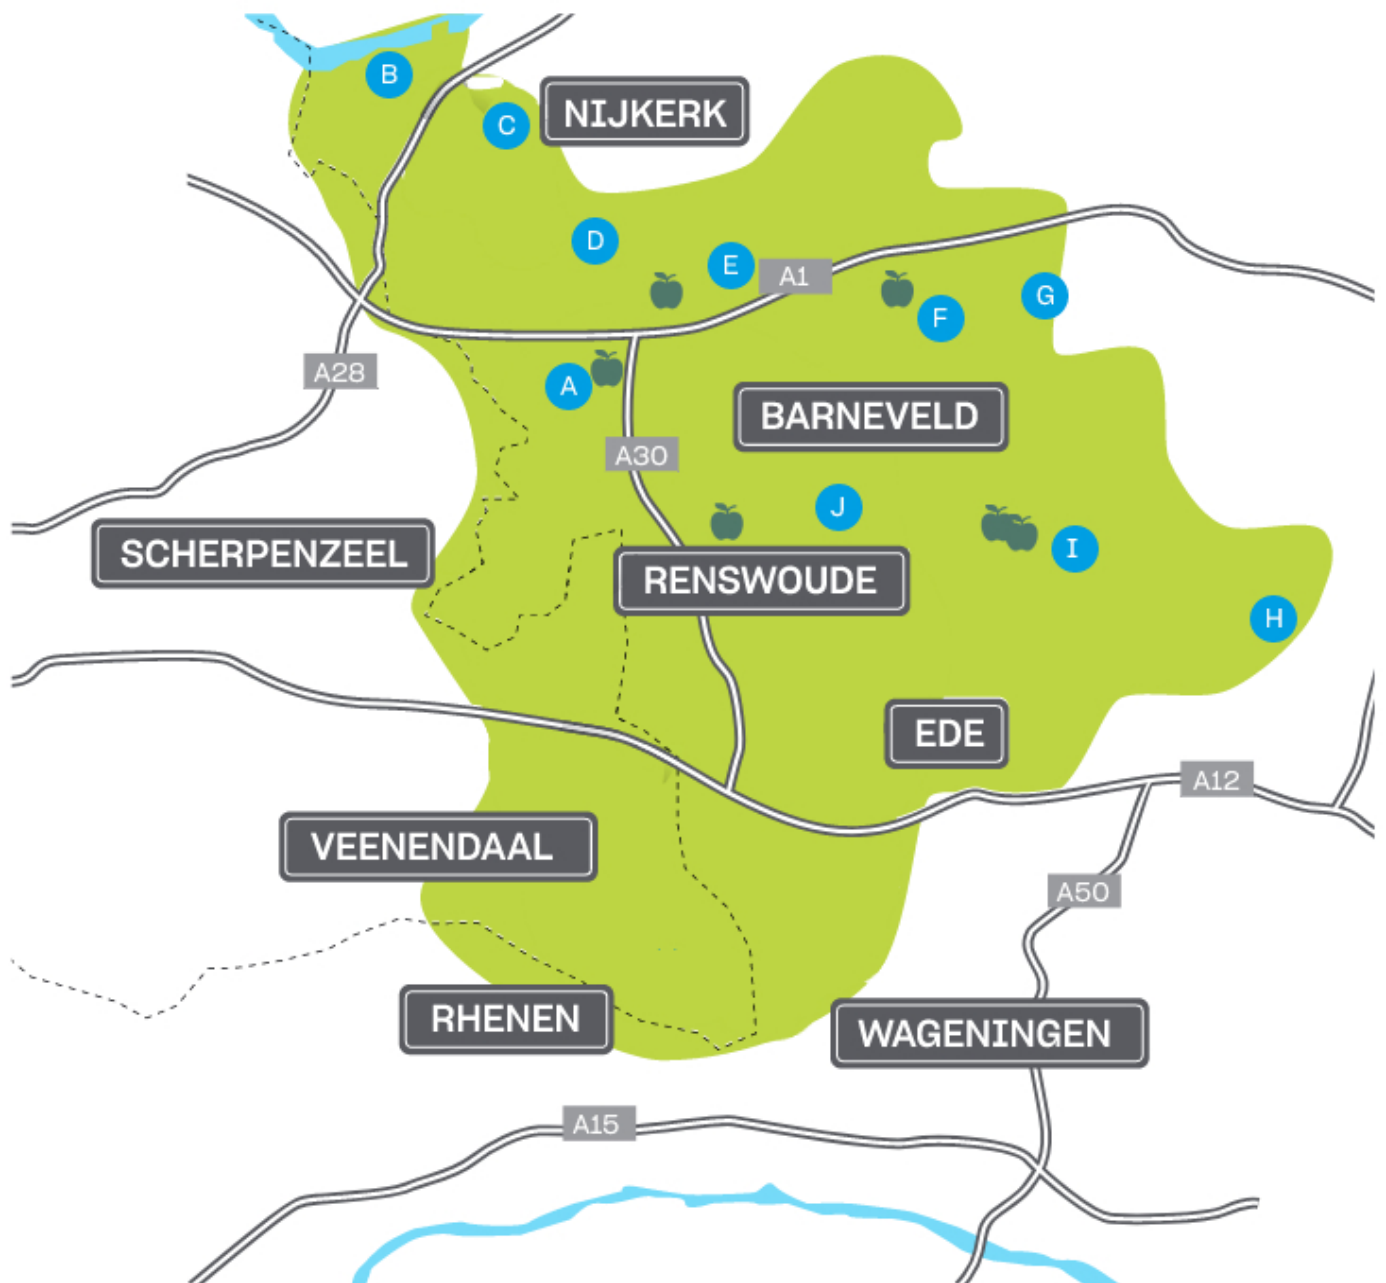 B
C
NIJKERK
D
E
A1
F
G
A28
A
BARNEVELD
A30
J
SCHERPENZEEL
RENSWOUDE
I
H
EDE
A12
VEENENDAAL
A50
RHENEN
WAGENINGEN
A15